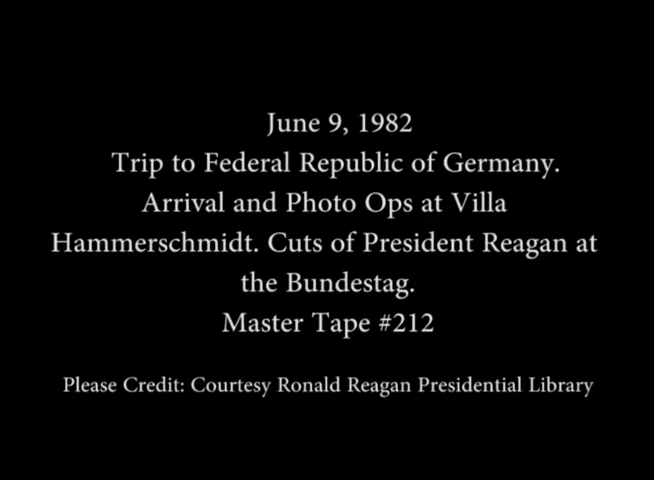 June 9, 1982
Trip to Federal Republic of Germany.
Arrival and Photo Ops at Villa
Hammerschmidt. Cuts of President Reagan at
the Bundestag.
Master Tape #212
Please Credit: Courtesy Ronald Reagan Presidential Library